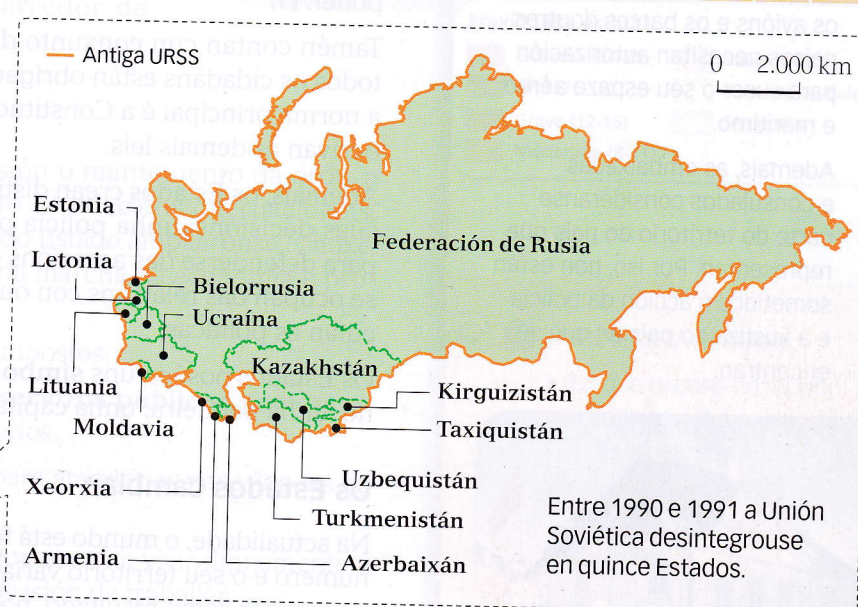 Antiga URSS
0 2.000 km
Estonia
Letonia
Federación de Rusia
Bielorrusia
Ucraína
Kazakhstán
Lituania
Kirguizistán
Moldavia
Taxiquistán
Uzbequistán
Xeorxia
Turkmenistán
Armenia
Azerbaixán
Entre 1990 e 1991 a Unión
Soviética desintegrouse
en quince Estados.